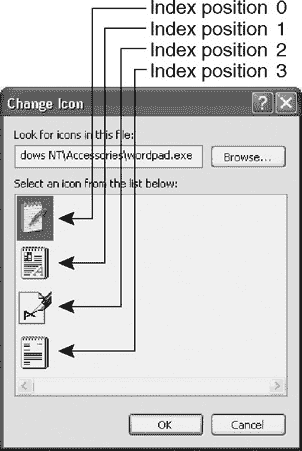 Index position 0
Index position 1
Index position 2
Index position 3
Change Icon
Look for icons in this file:
dows NT\Accessories\wordpad.exe
Browse...
Select an icon from the list below:
OK
Cancel